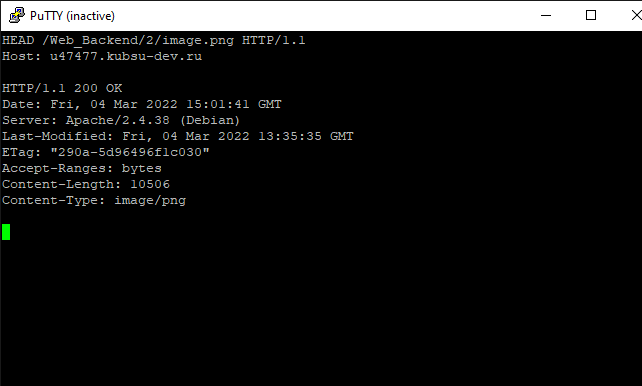 PuTTY (inactive)
HEAD /Web_Backend/2/image.png HTTP/1.1
Host: u47477.kubsu-dev.ru
HTTP/1.1 200 OK
Date: Fri, 04 Mar 2022 15:01:41 GMT
Server: Apache/2.4.38 (Debian)
Last-Modified: Fri, 04 Mar 2022 13:35:35 GMT
ETag: "290a-5d96496f1c030"
Accept-Ranges: bytes
Content-Length: 10506
Content-Type: image/png